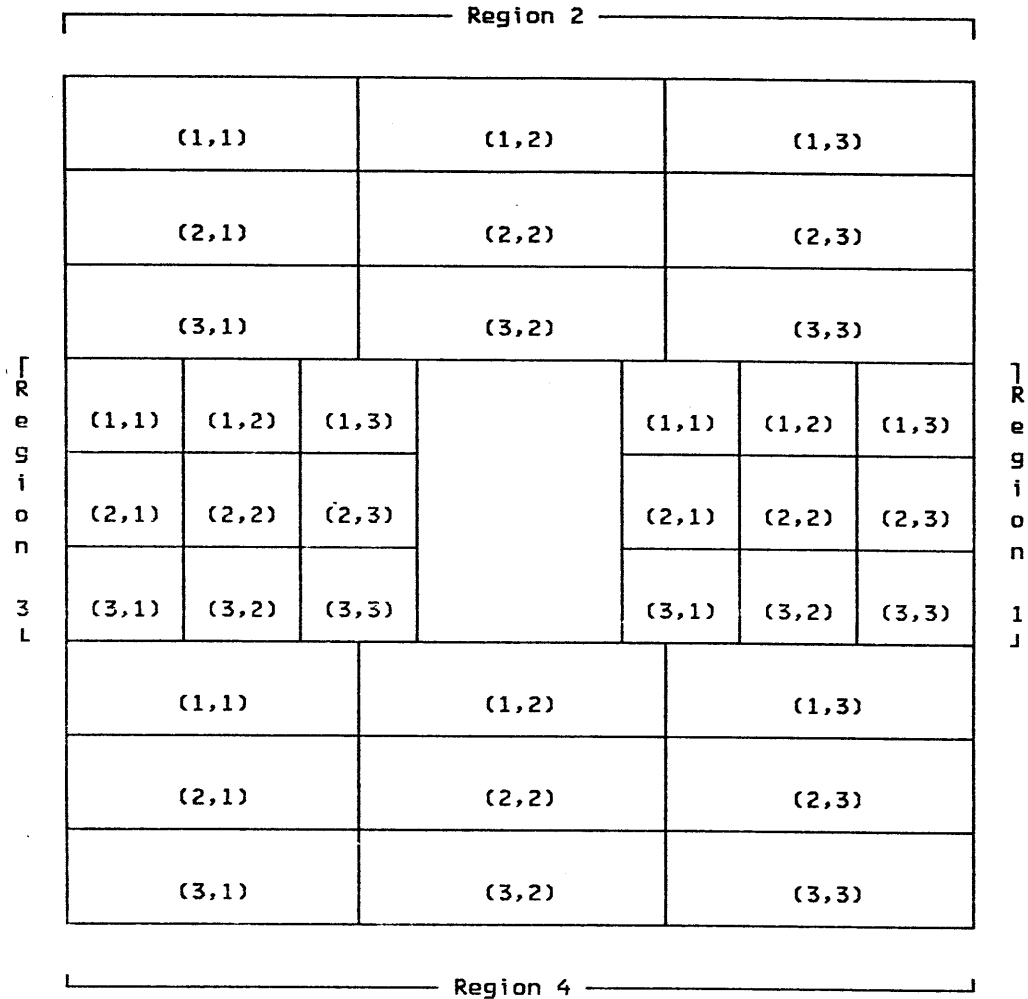 Region 2
(1,1) (1,2) (1,3)
(2,1) (2,2) (2,3)
(3,1) (3,2) (3,3)
Region 3
(1,1) (1,2) (1,3) (1,1) (1,2) (1,3)
(2,1) (2,2) (2,3) (2,1) (2,2) (2,3)
(3,1) (3,2) (3,3) (3,1) (3,2) (3,3)
Region 1
(1,1) (1,2) (1,3)
(2,1) (2,2) (2,3)
(3,1) (3,2) (3,3)
Region 4